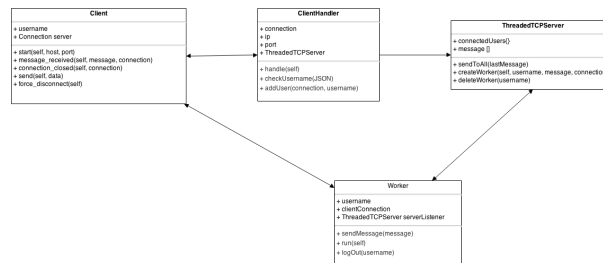 Client
+ username
+ Connection server
+ start(self, host, port)
+ message_received(self, message, connection)
+ connection_closed(self, connection)
+ send(self, data)
+ force_disconnect(self)
ClientHandler
+ connection
+ ip
+ port
+ ThreadedTCPServer
+ handle(self)
+ checkUsername(JSON)
+ addUser(connection, username)
ThreadedTCPServer
+ connectedUsers{}
+ message []
+ sendToAll(lastMessage)
+ createWorker(self, username, message, connection
+ deleteWorker(username)
Worker
+ username
+ clientConnection
+ ThreadedTCPServer serverListener
+ sendMessage(message)
+ run(self)
+ logOut(username)